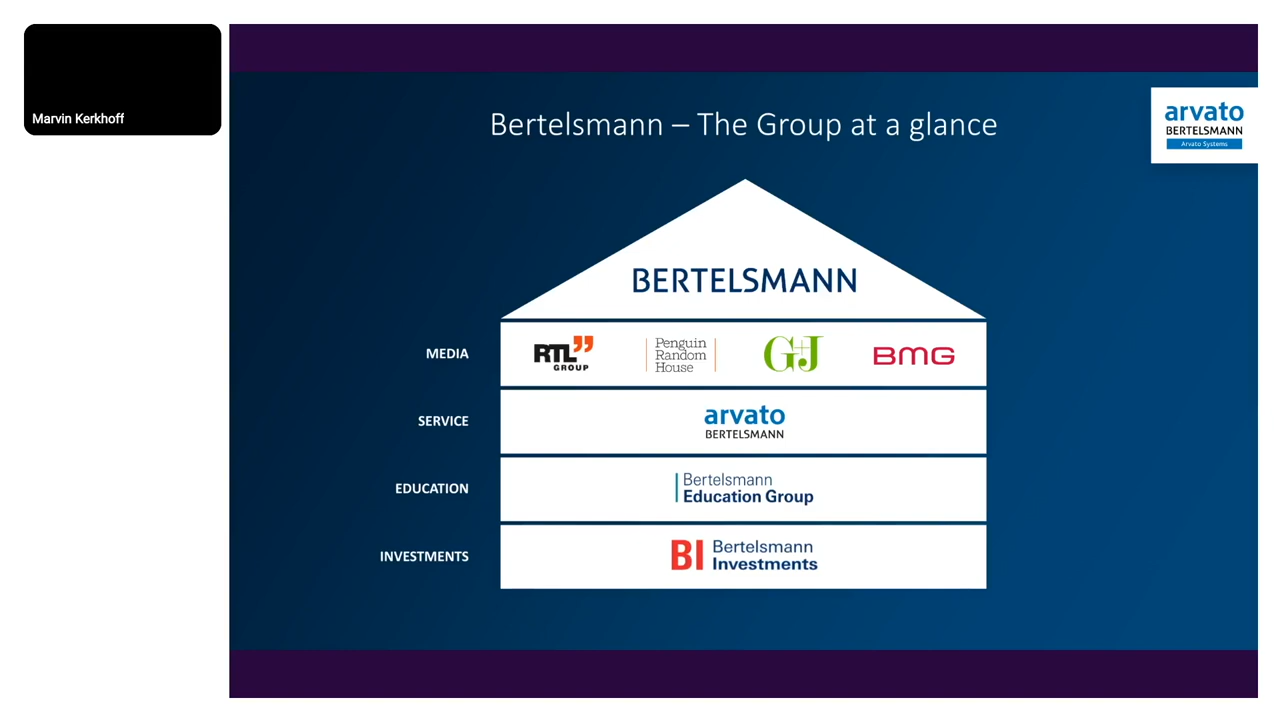 Marvin Kerkhoff
Bertelsmann – The Group at a glance
arvato
BERTELSMANN
Arvato Systems
BERTELSMANN
MEDIA
RTL
GROUP
Penguin
Random
House
G+J
BMG
SERVICE
arvato
BERTELSMANN
EDUCATION
Bertelsmann
Education Group
INVESTMENTS
BI
Bertelsmann
Investments